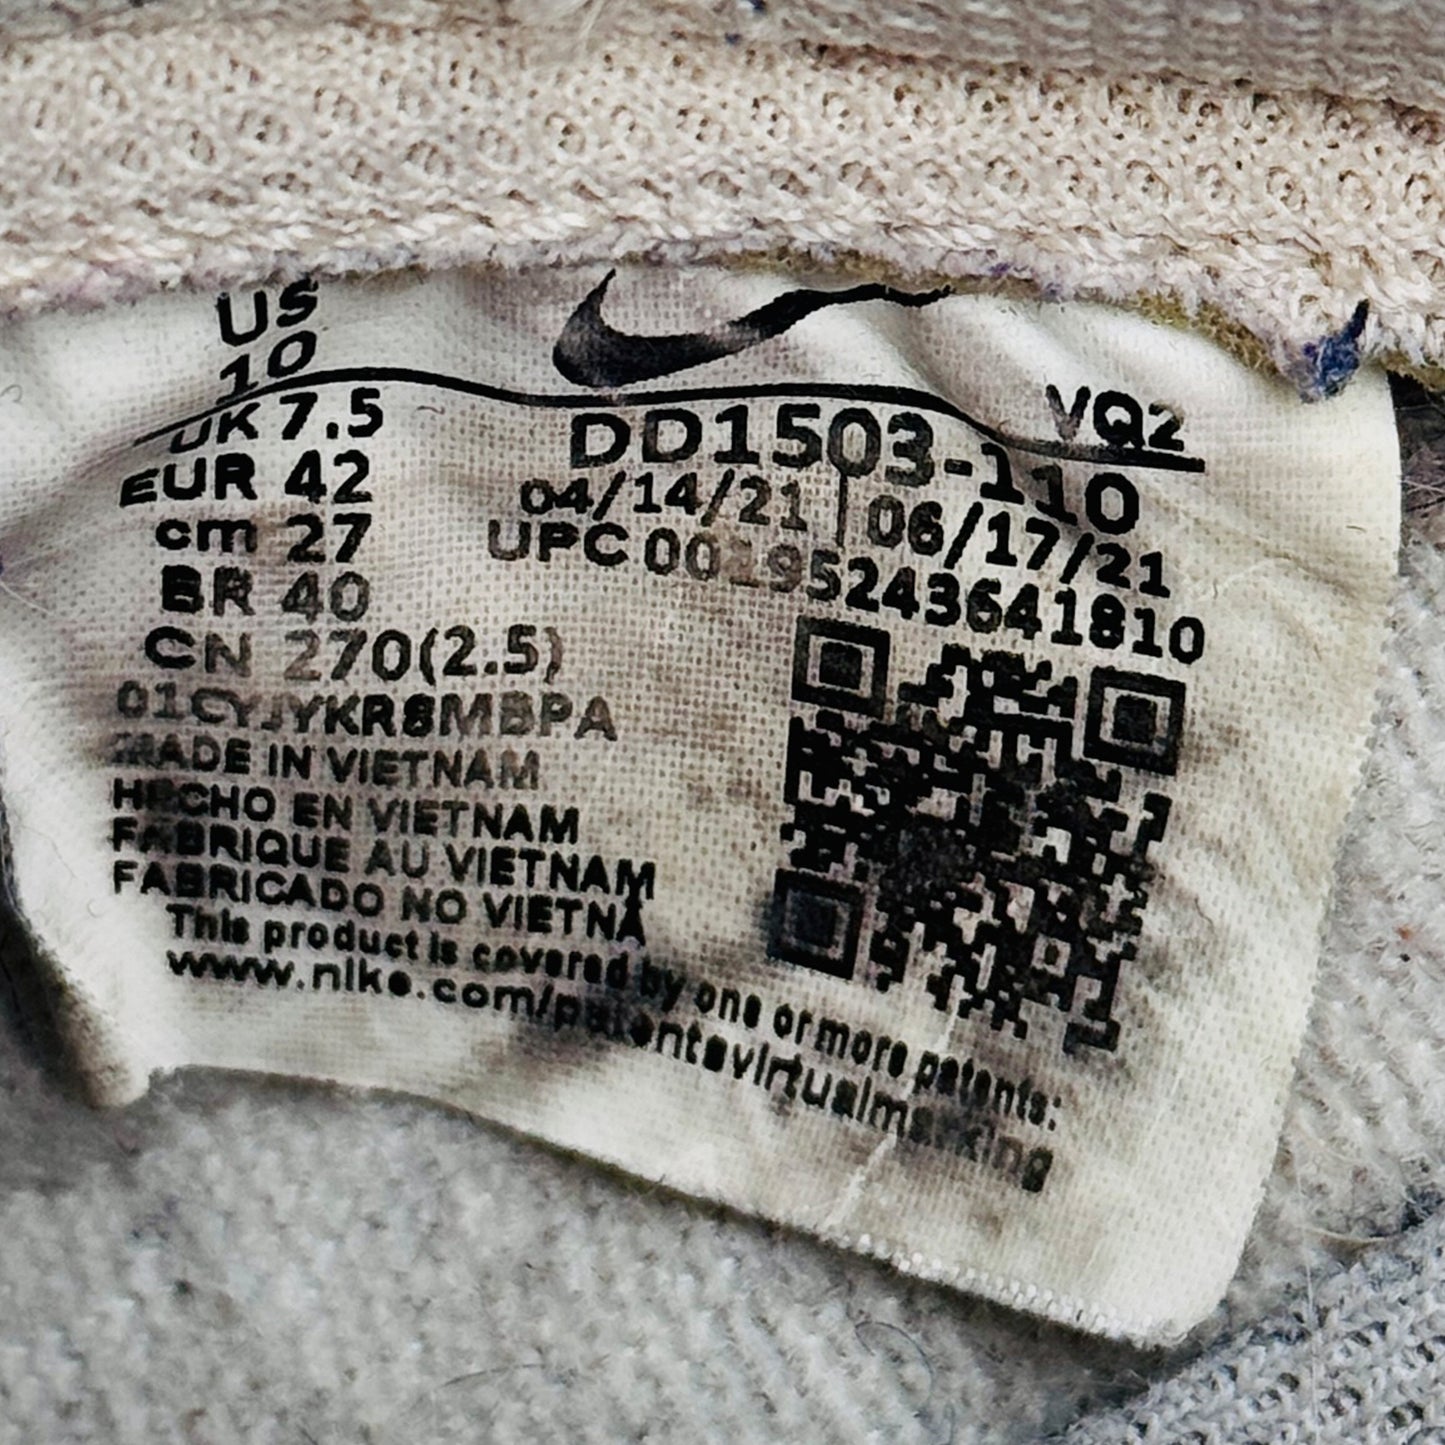 US
10
UK 7.5
EUR 42
cm 27
BR 40
CN 270(2.5)
01CYJYKR8MBPA
MADE IN VIETNAM
HECHO EN VIETNAM
FABRIQUE AU VIETNAM
FABRICADO NO VIETNÃ
This product is covered by one or more patents:
www.nike.com/patentsvirtualmarking
VQ2
DD1503-110
04/14/21 | 06/17/21
UPC 00195243641810